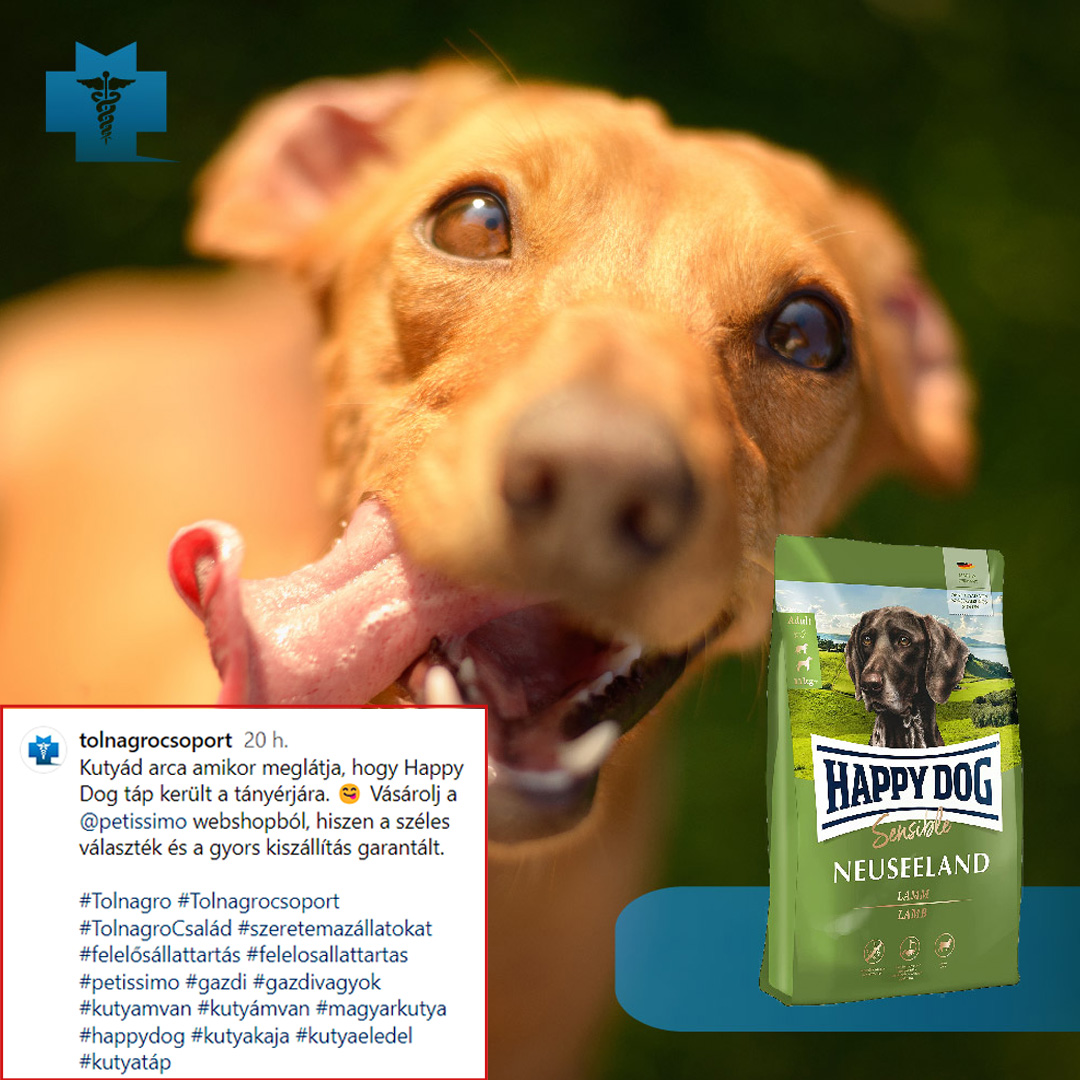 tolnagrocsoport 20 h.
Kutyád arca amikor meglátja, hogy Happy
Dog táp került a tányérjára. 😋 Vásárolj a
@petissimo webshopból, hiszen a széles
választék és a gyors kiszállítás garantált.
#Tolnagro #Tolnagrocsoport
#TolnagroCsalád #szeretemazállatokat
#felelősállattartás #felelosallattartas
#petissimo #gazdi #gazdivagyok
#kutyamvan #kutyámvan #magyarkutya
#happydog #kutyakaja #kutyaeledel
#kutyatáp
Adult
HAPPY DOG
Sensible
NEUSEELAND
LAMM
LAMB